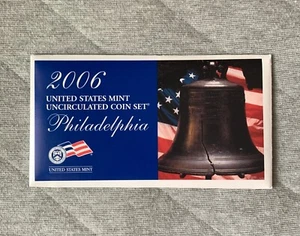 2006
UNITED STATES MINT
UNCIRCULATED COIN SET®
Philadelphia
UNITED STATES MINT